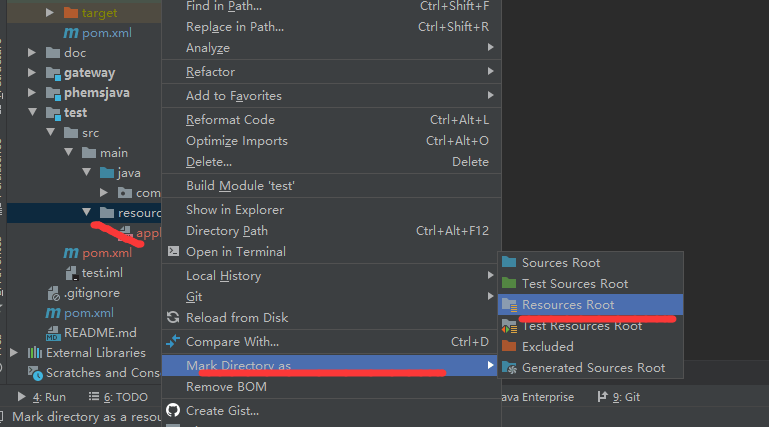 target
pom.xml
doc
gateway
phemsjava
test
src
main
java
com
resourc
appl
pom.xml
test.iml
.gitignore
pom.xml
README.md
External Libraries
Scratches and Cons
4: Run
6: TODO
Mark directory as a resou
Find in Path... Ctrl+Shift+F
Replace in Path... Ctrl+Shift+R
Analyze
Refactor
Add to Favorites
Reformat Code Ctrl+Alt+L
Optimize Imports Ctrl+Alt+O
Delete... Delete
Build Module 'test'
Show in Explorer
Directory Path Ctrl+Alt+F12
Open in Terminal
Local History
Git
Reload from Disk
Compare With... Ctrl+D
Mark Directory as
Remove BOM
Create Gist...
Sources Root
Test Sources Root
Resources Root
Test Resources Root
Excluded
Generated Sources Root
ava Enterprise
9: Git